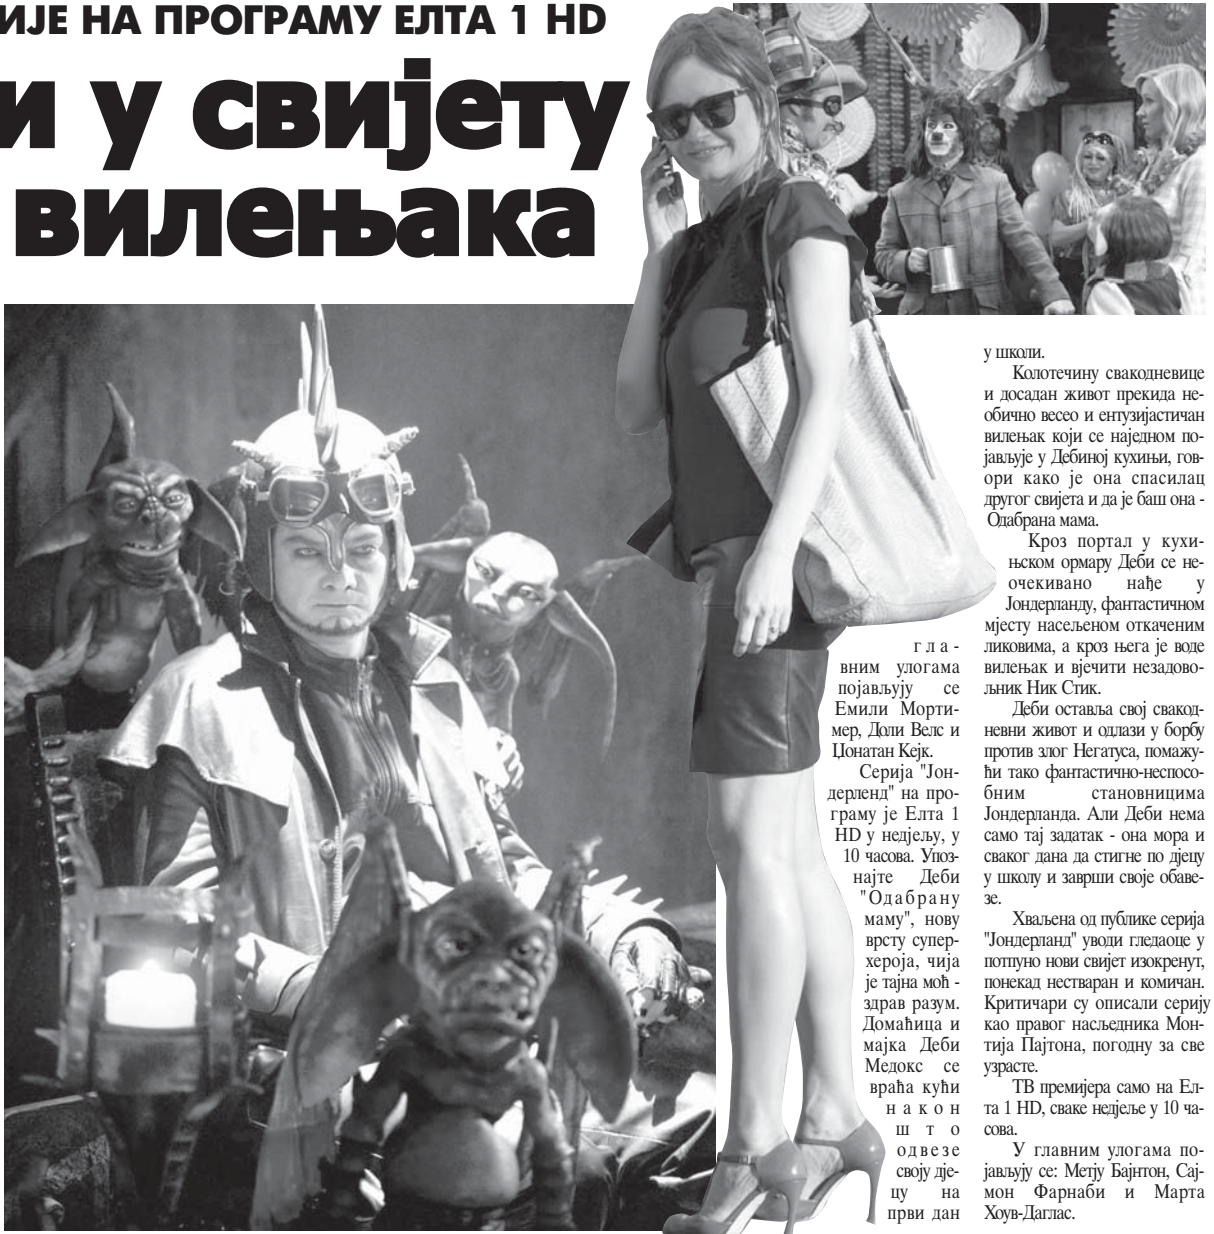 ИЈЕ НА ПРОГРАМУ ЕЛТА 1 HD
и у свијету
вилењака
гла-
вним улогама
појављују се
Емили Морти-
мер, Доли Велс и
Џонатан Кејк.
Серија "Јон-
дерленд" на про-
граму је Елта 1
HD у недјељу, у
10 часова. Упоз-
најте Деби
"Одабрану
маму", нову
врсту супер-
хероја, чија
је тајна моћ -
здрав разум.
Домаћица и
мајка Деби
Медокс се
враћа кући
након
што
одвезе
своју дје-
цу на
први дан
у школи.
Колотечину свакодневице
и досадан живот прекида не-
обично весео и ентузијастичан
вилењак који се наједном по-
јављује у Дебиној кухињи, гов-
ори како је она спасилац
другог свијета и да је баш она -
Одабрана мама.
Кроз портал у кухи-
њском ормару Деби се не-
очекивано нађе у
Јондерланду, фантастичном
мјесту насељеном откаченим
ликовима, а кроз њега је воде
вилењак и вјечити незадово-
љник Ник Стик.
Деби оставља свој свакод-
невни живот и одлази у борбу
против злог Негатуса, помажу-
ћи тако фантастично-неспосо-
бним становницима
Јондерланда. Али Деби нема
само тај задатак - она мора и
сваког дана да стигне по дјецу
у школу и заврши своје обаве-
зе.
Хваљена од публике серија
"Јондерланд" уводи гледаоце у
потпуно нови свијет изокренут,
понекад нестваран и комичан.
Критичари су описали серију
као правог насљедника Мон-
тија Пајтона, погодну за све
узрасте.
ТВ премијера само на Ел-
та 1 HD, сваке недјеље у 10 ча-
сова.
У главним улогама по-
јављују се: Метју Бајнтон, Сај-
мон Фарнаби и Марта
Хоув-Даглас.